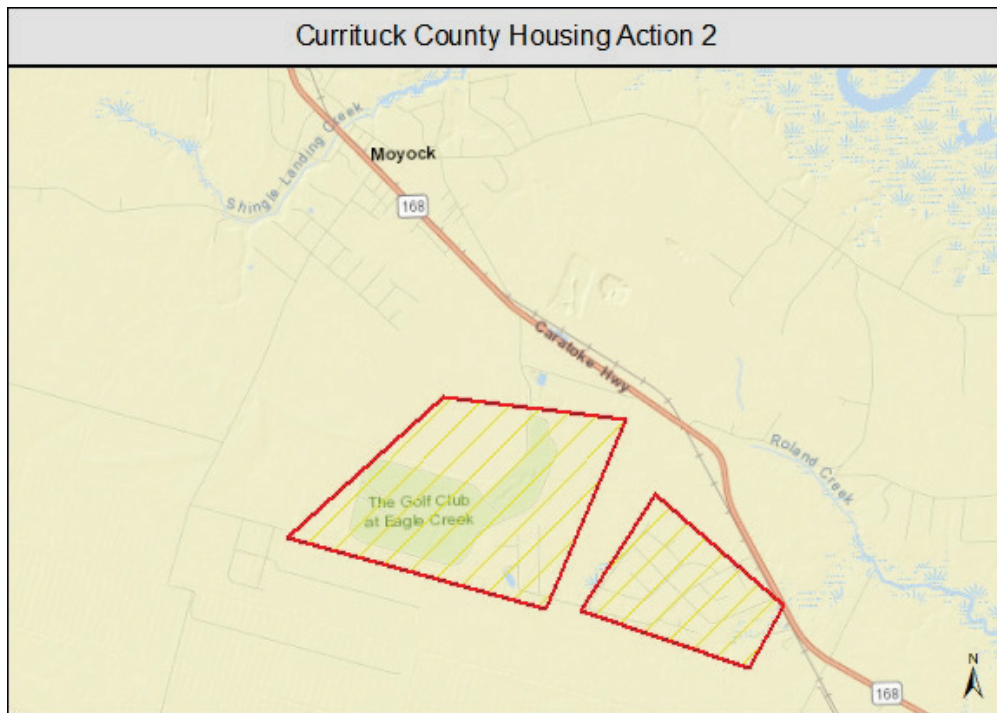 Currituck County Housing Action 2
Shingle Landing Creek
Moyock
168
Caratoke Hwy
Roland Creek
The Golf Club
at Eagle Creek
N
168